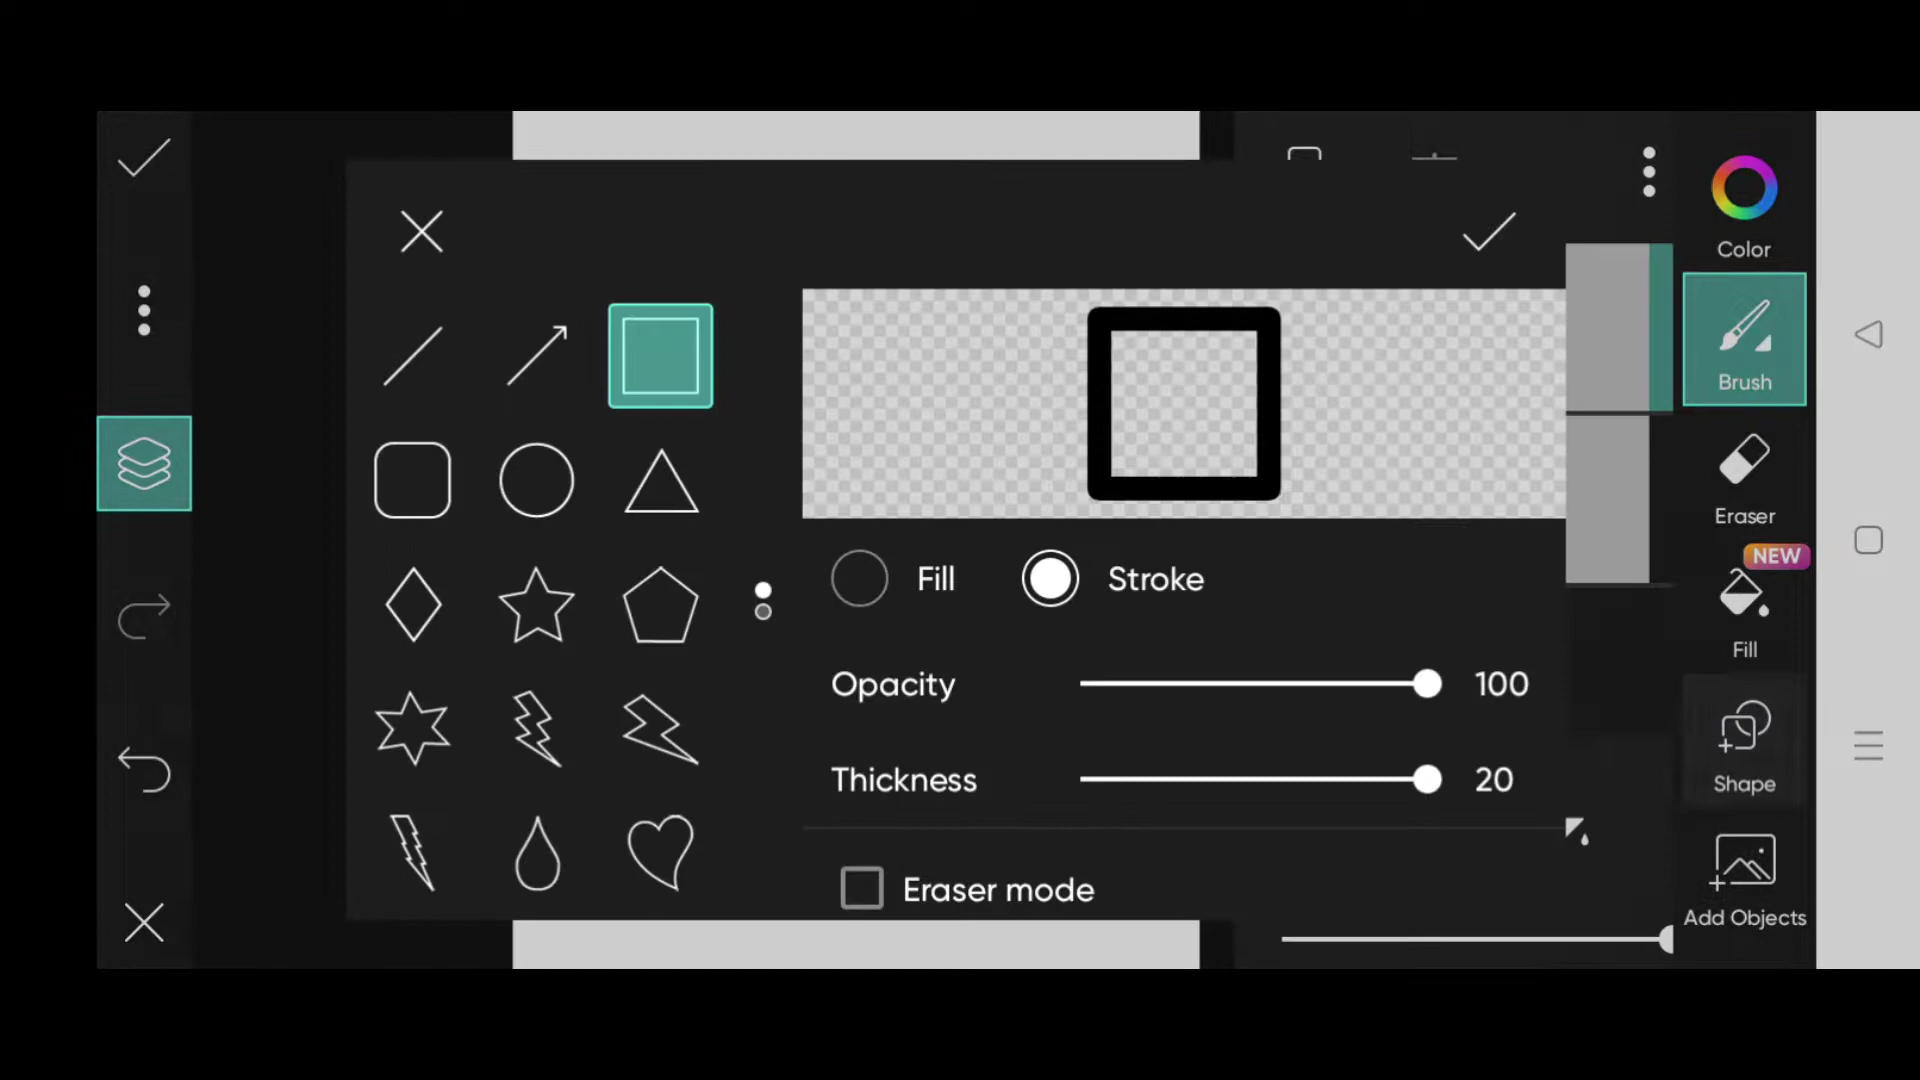 Color
Brush
Eraser
NEW
Fill
Shape
Add Objects
Fill
Stroke
Opacity
100
Thickness
20
Eraser mode